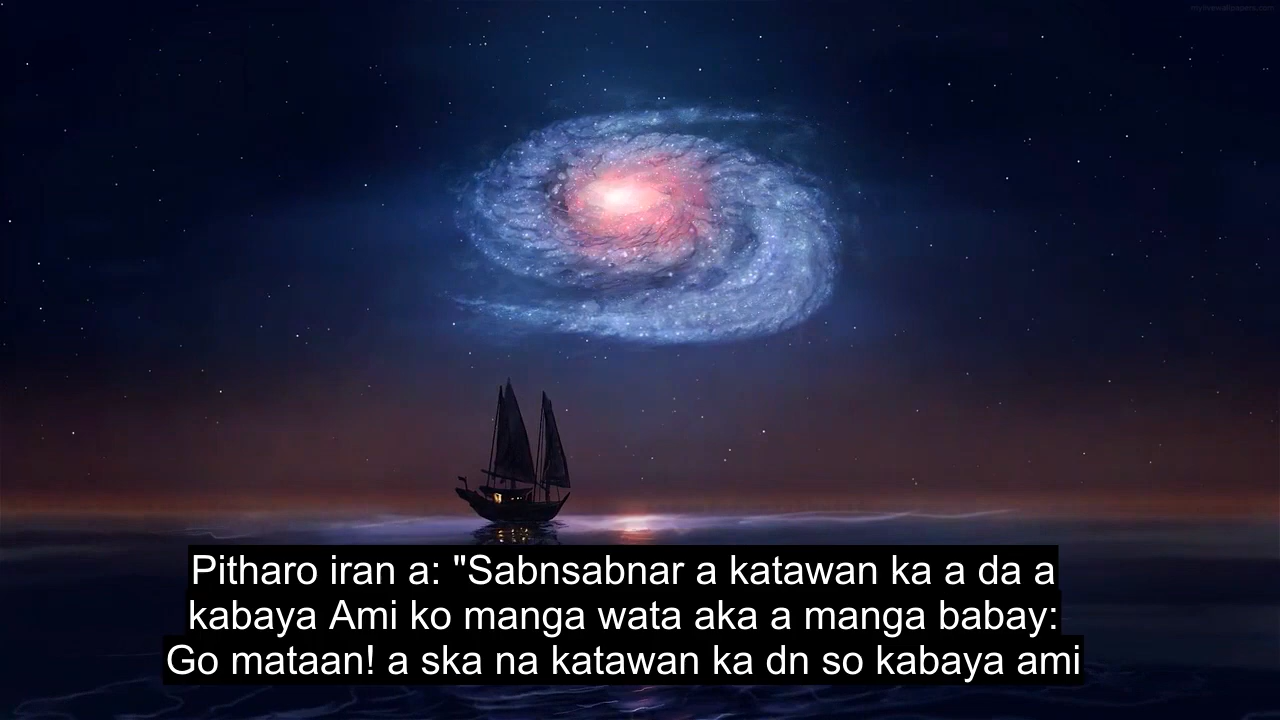 Pitharo iran a: "Sabnsabnar a katawan ka a da a
kabaya Ami ko manga wata aka a manga babay:
Go mataan! a ska na katawan ka dn so kabaya ami